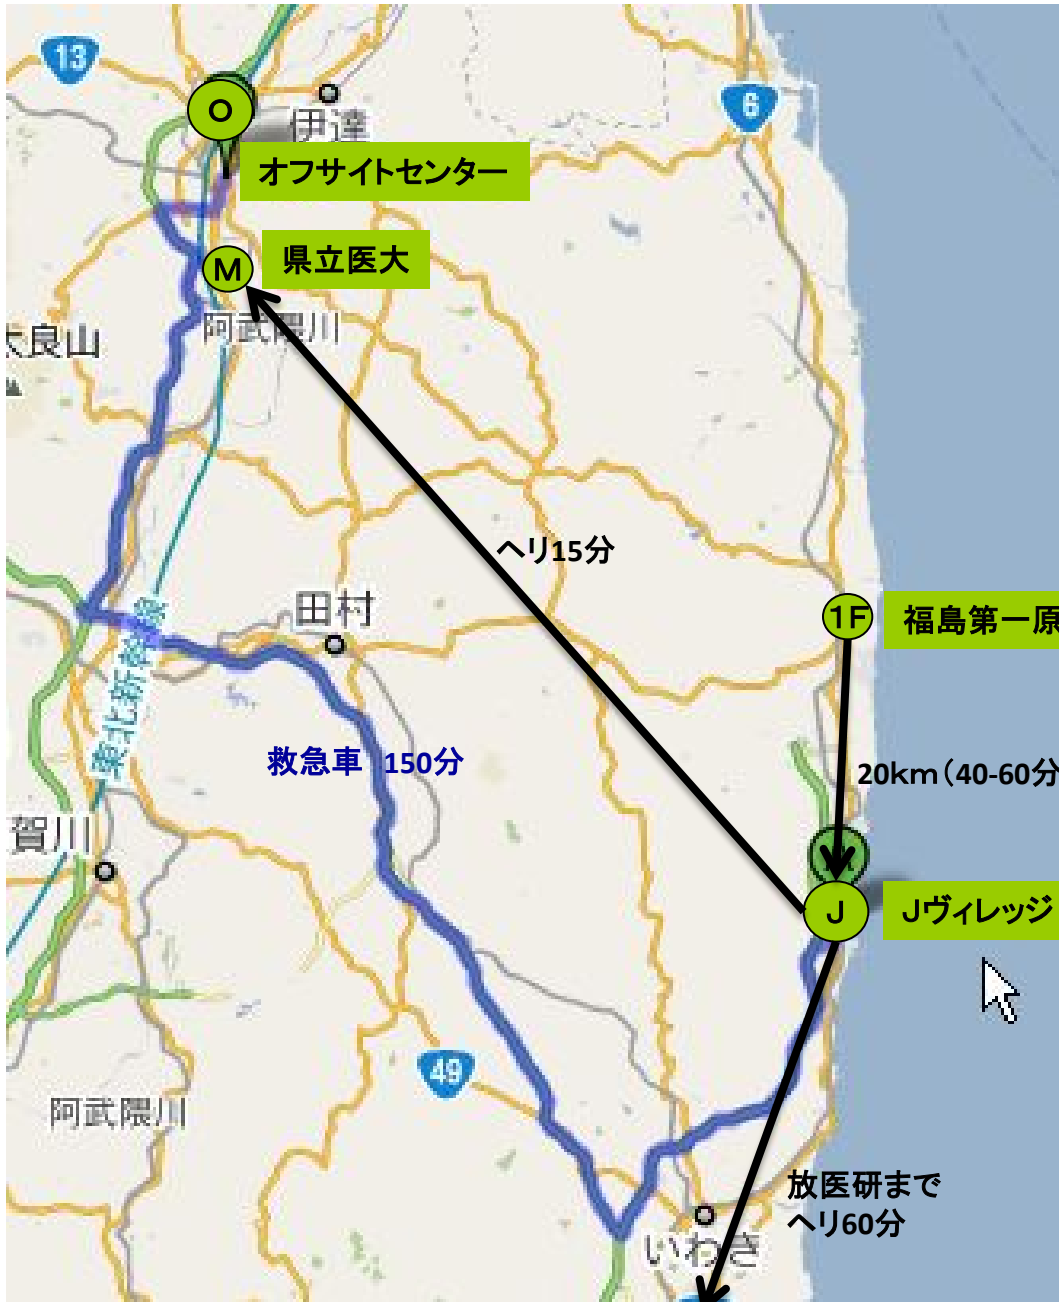 13
6
O
伊達
オフサイトセンター
M
県立医大
阿武隈川
太良山
ヘリ15分
田村
1F
福島第一原
東北新幹線
救急車 150分
20km(40-60分
賀川
J
Jヴィレッジ
49
阿武隈川
放医研まで
ヘリ60分
いわき